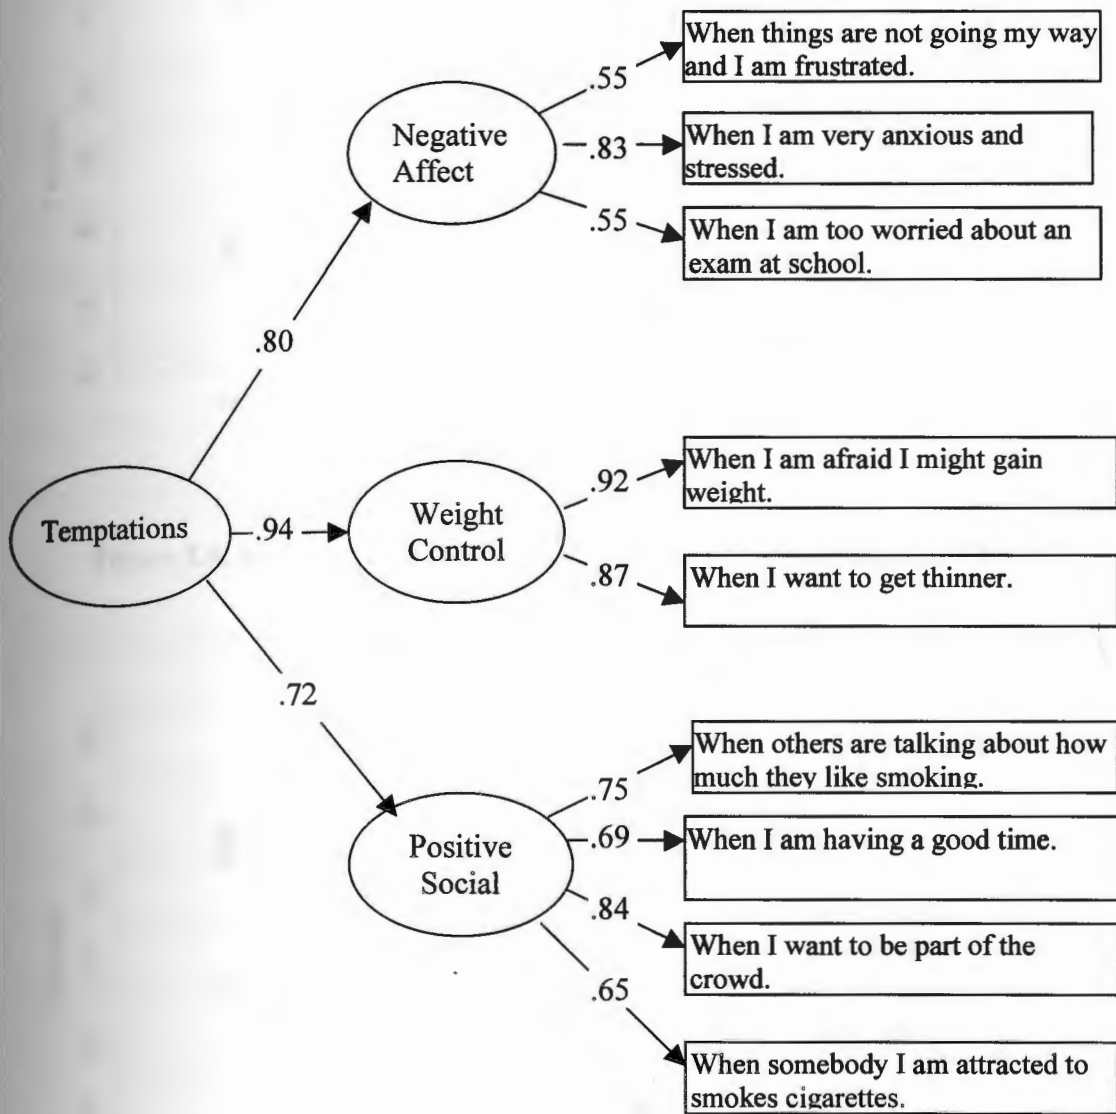 When things are not going my way
and I am frustrated.
.55
Negative
Affect
.83
When I am very anxious and
stressed.
.55
When I am too worried about an
exam at school.
.80
Temptations
.94
Weight
Control
.92
When I am afraid I might gain
weight.
.87
When I want to get thinner.
.72
Positive
Social
.75
When others are talking about how
much they like smoking.
.69
When I am having a good time.
.84
When I want to be part of the
crowd.
.65
When somebody I am attracted to
smokes cigarettes.